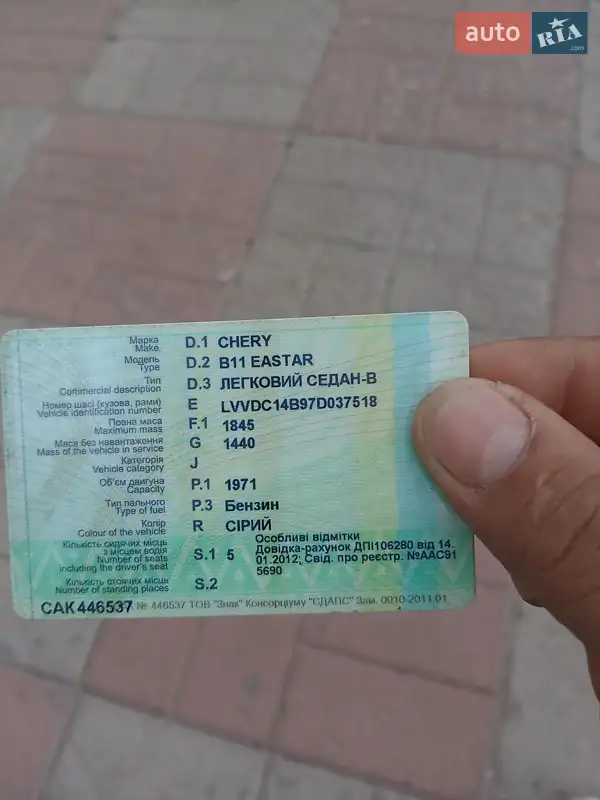 auto RIA .com
Марка D.1 CHERY
Make
Модель D.2 B11 EASTAR
Type
Тип D.3 ЛЕГКОВИЙ СЕДАН-В
Commercial description
Номер шасі (кузова, рами) E LVVDC14B97D037518
Vehicle identification number
Повна маса F.1 1845
Maximum mass
Маса без навантаження G 1440
Mass of the vehicle in service
Категорія J
Vehicle category
Об'єм двигуна P.1 1971
Capacity
Тип пального P.3 Бензин
Type of fuel
Колір R СІРИЙ
Colour of the vehicle
Кількість сидячих місць S.1 5 Особливі відмітки
з місцем водія Довідка-рахунок ДПІ106280 від 14.
Number of seats 01.2012; Свід. про реєстр. №ААС91
including the driver's seat 5690
Кількість стоячих місць S.2
Number of standing places
САК446537 № 446537 ТОВ "Знак" Консорціуму "ЄДАПС" Зам. 0010-2011.01